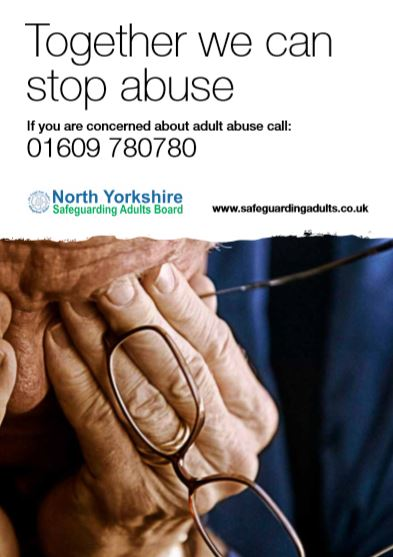 Together we can
stop abuse
If you are concerned about adult abuse call:
01609 780780
North Yorkshire
Safeguarding Adults Board
www.safeguardingadults.co.uk